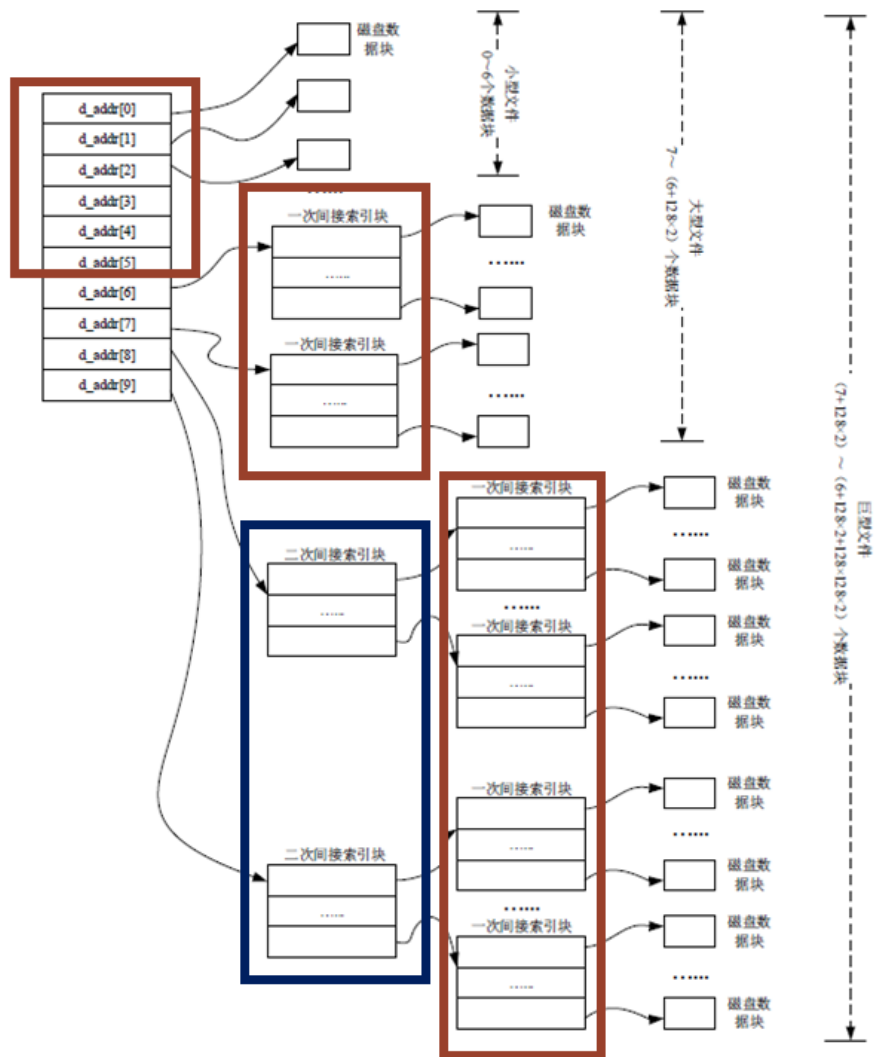 磁盘数
据块
d_addr[0]
d_addr[1]
d_addr[2]
d_addr[3]
d_addr[4]
d_addr[5]
d_addr[6]
d_addr[7]
d_addr[8]
d_addr[9]
……
小型文件
0～6个数据块
一次间接索引块
……
磁盘数
据块
……
一次间接索引块
……
……
大型文件
7～（6+128×2）个数据块
一次间接索引块
……
磁盘数
据块
……
磁盘数
据块
二次间接索引块
……
……
一次间接索引块
……
磁盘数
据块
……
磁盘数
据块
一次间接索引块
……
磁盘数
据块
……
磁盘数
据块
二次间接索引块
……
……
一次间接索引块
……
磁盘数
据块
……
磁盘数
据块
巨型文件
（7+128×2）～（6+128×2+128×128×2）个数据块